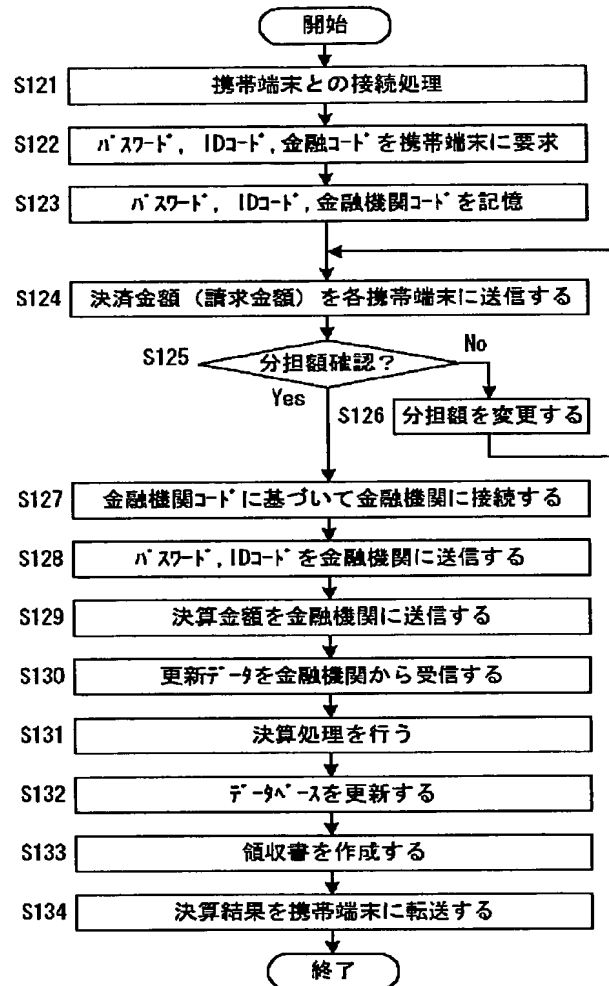 開始
S121 携帯端末との接続処理
S122 ﾊﾟｽﾜｰﾄﾞ, IDｺｰﾄﾞ,金融ｺｰﾄﾞを携帯端末に要求
S123 ﾊﾟｽﾜｰﾄﾞ, IDｺｰﾄﾞ,金融機関ｺｰﾄﾞを記憶
S124 決済金額（請求金額）を各携帯端末に送信する
S125 分担額確認？ No
Yes
S126 分担額を変更する
S127 金融機関ｺｰﾄﾞに基づいて金融機関に接続する
S128 ﾊﾟｽﾜｰﾄﾞ,IDｺｰﾄﾞを金融機関に送信する
S129 決算金額を金融機関に送信する
S130 更新ﾃﾞｰﾀを金融機関から受信する
S131 決算処理を行う
S132 ﾃﾞｰﾀﾍﾞｰｽを更新する
S133 領収書を作成する
S134 決算結果を携帯端末に転送する
終了